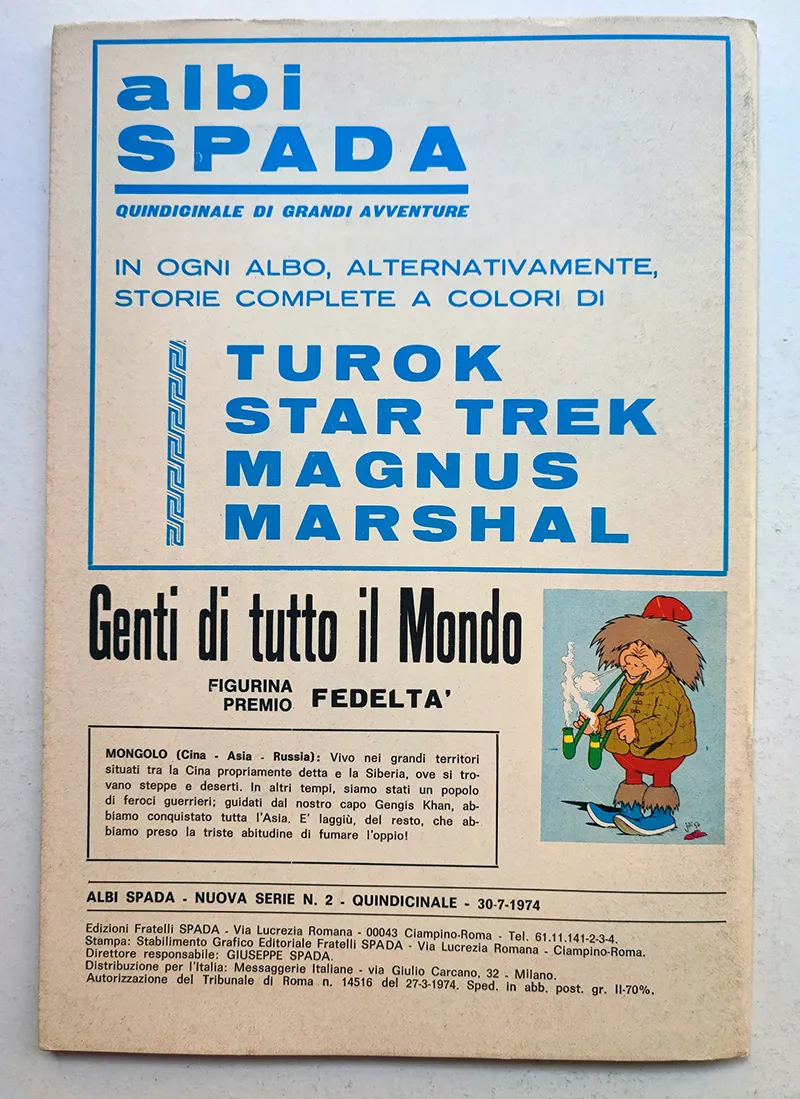 albi
SPADA
QUINDICINALE DI GRANDI AVVENTURE
IN OGNI ALBO, ALTERNATIVAMENTE,
STORIE COMPLETE A COLORI DI
TUROK
STAR TREK
MAGNUS
MARSHAL
Genti di tutto il Mondo
FIGURINA
PREMIO FEDELTA'
MONGOLO (Cina - Asia - Russia): Vivo nei grandi territori
situati tra la Cina propriamente detta e la Siberia, ove si tro-
vano steppe e deserti. In altri tempi, siamo stati un popolo
di feroci guerrieri; guidati dal nostro capo Gengis Khan, ab-
biamo conquistato tutta l'Asia. E' laggiù, del resto, che ab-
biamo preso la triste abitudine di fumare l'oppio!
ALBI SPADA - NUOVA SERIE N. 2 - QUINDICINALE - 30-7-1974
Edizioni Fratelli SPADA - Via Lucrezia Romana - 00043 Ciampino-Roma - Tel. 61.11.141-2-3-4.
Stampa: Stabilimento Grafico Editoriale Fratelli SPADA - Via Lucrezia Romana - Ciampino-Roma.
Direttore responsabile: GIUSEPPE SPADA.
Distribuzione per l'Italia: Messaggerie Italiane - via Giulio Carcano, 32 - Milano.
Autorizzazione del Tribunale di Roma n. 14516 del 27-3-1974. Sped. in abb. post. gr. II-70%.